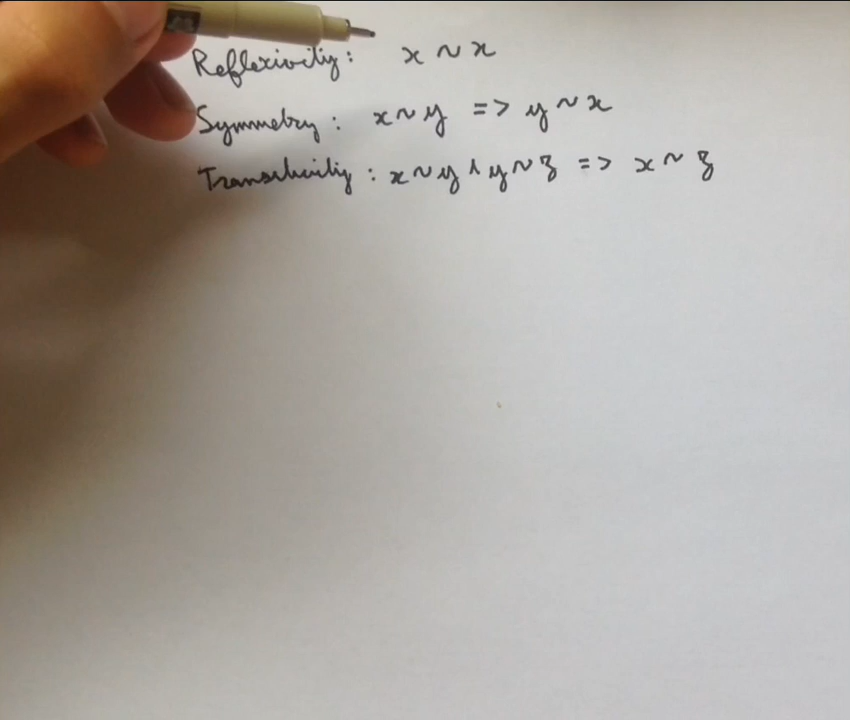 Reflexivity: x ~ x
Symmetry: x ~ y => y ~ x
Transitivity: x ~ y ∧ y ~ z => x ~ z